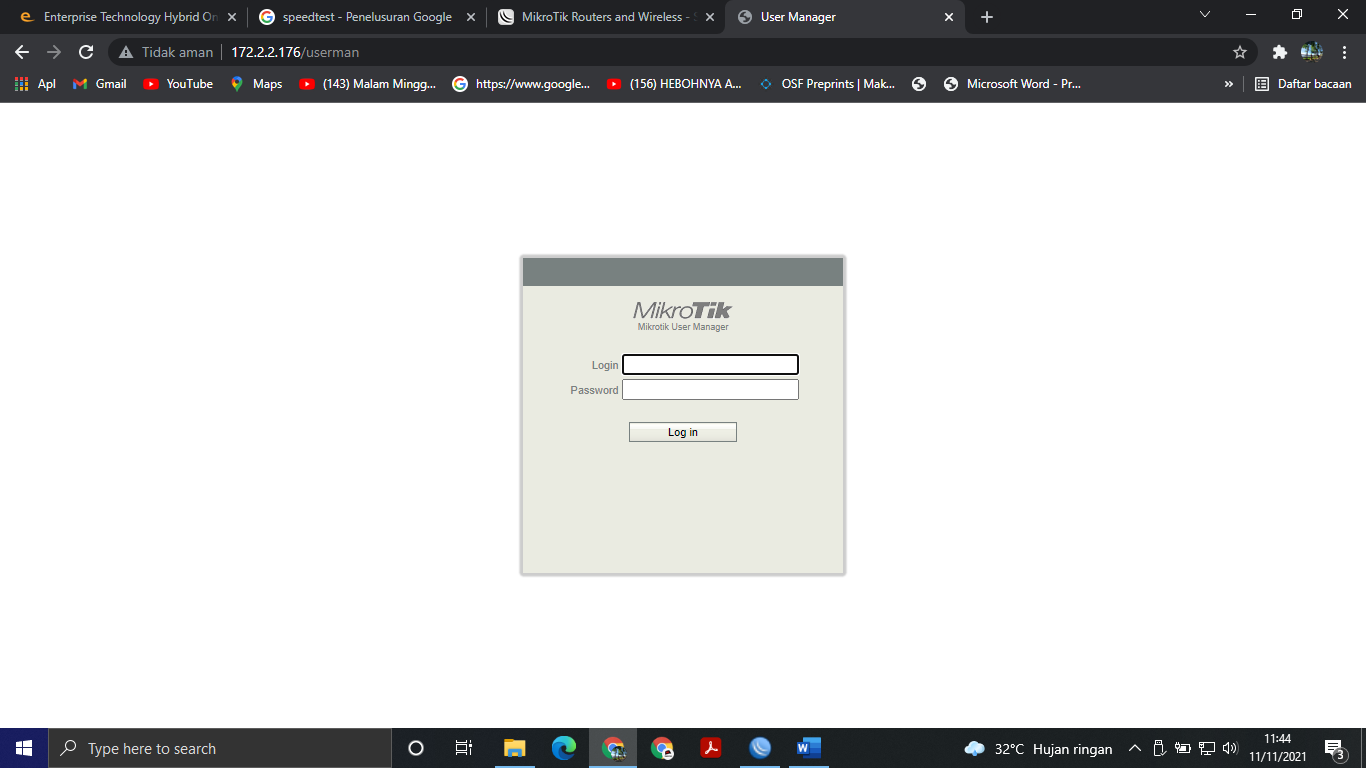 Enterprise Technology Hybrid On
speedtest - Penelusuran Google
MikroTik Routers and Wireless - S
User Manager
Tidak aman
172.2.2.176/userman
Apl
Gmail
YouTube
Maps
(143) Malam Mingg...
https://www.google...
(156) HEBOHNYA A...
OSF Preprints | Mak...
Microsoft Word - Pr...
»
Daftar bacaan
MikroTik
Mikrotik User Manager
Login
Password
Log in
Type here to search
32°C Hujan ringan
11:44
11/11/2021
3